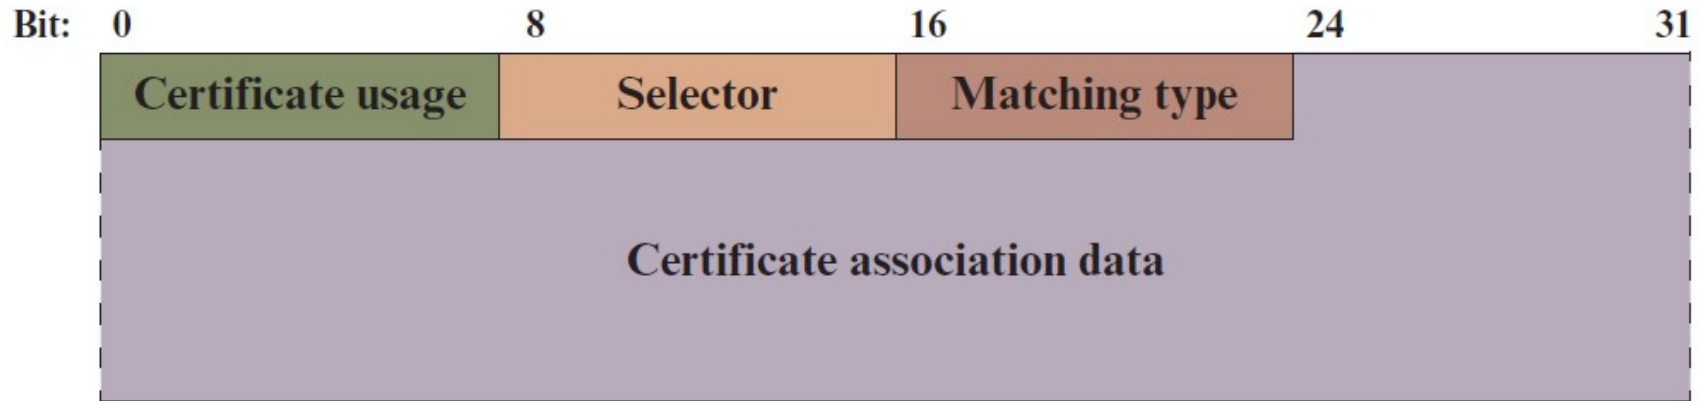 Bit: 0 8 16 24 31
Certificate usage Selector Matching type
Certificate association data